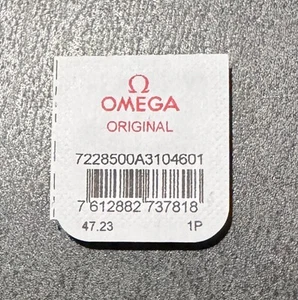 Ω
OMEGA
ORIGINAL
7228500A3104601
7 612882 737818
47.23 1P